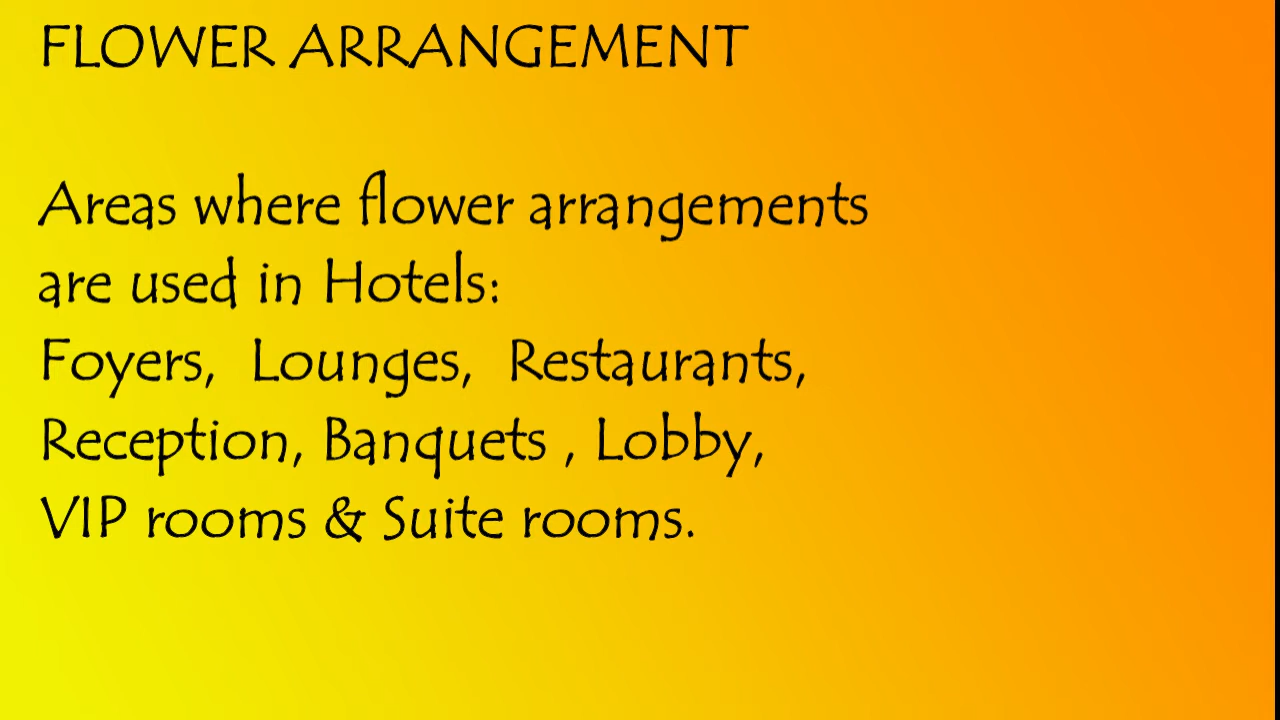 FLOWER ARRANGEMENT
Areas where flower arrangements
are used in Hotels:
Foyers, Lounges, Restaurants,
Reception, Banquets , Lobby,
VIP rooms & Suite rooms.